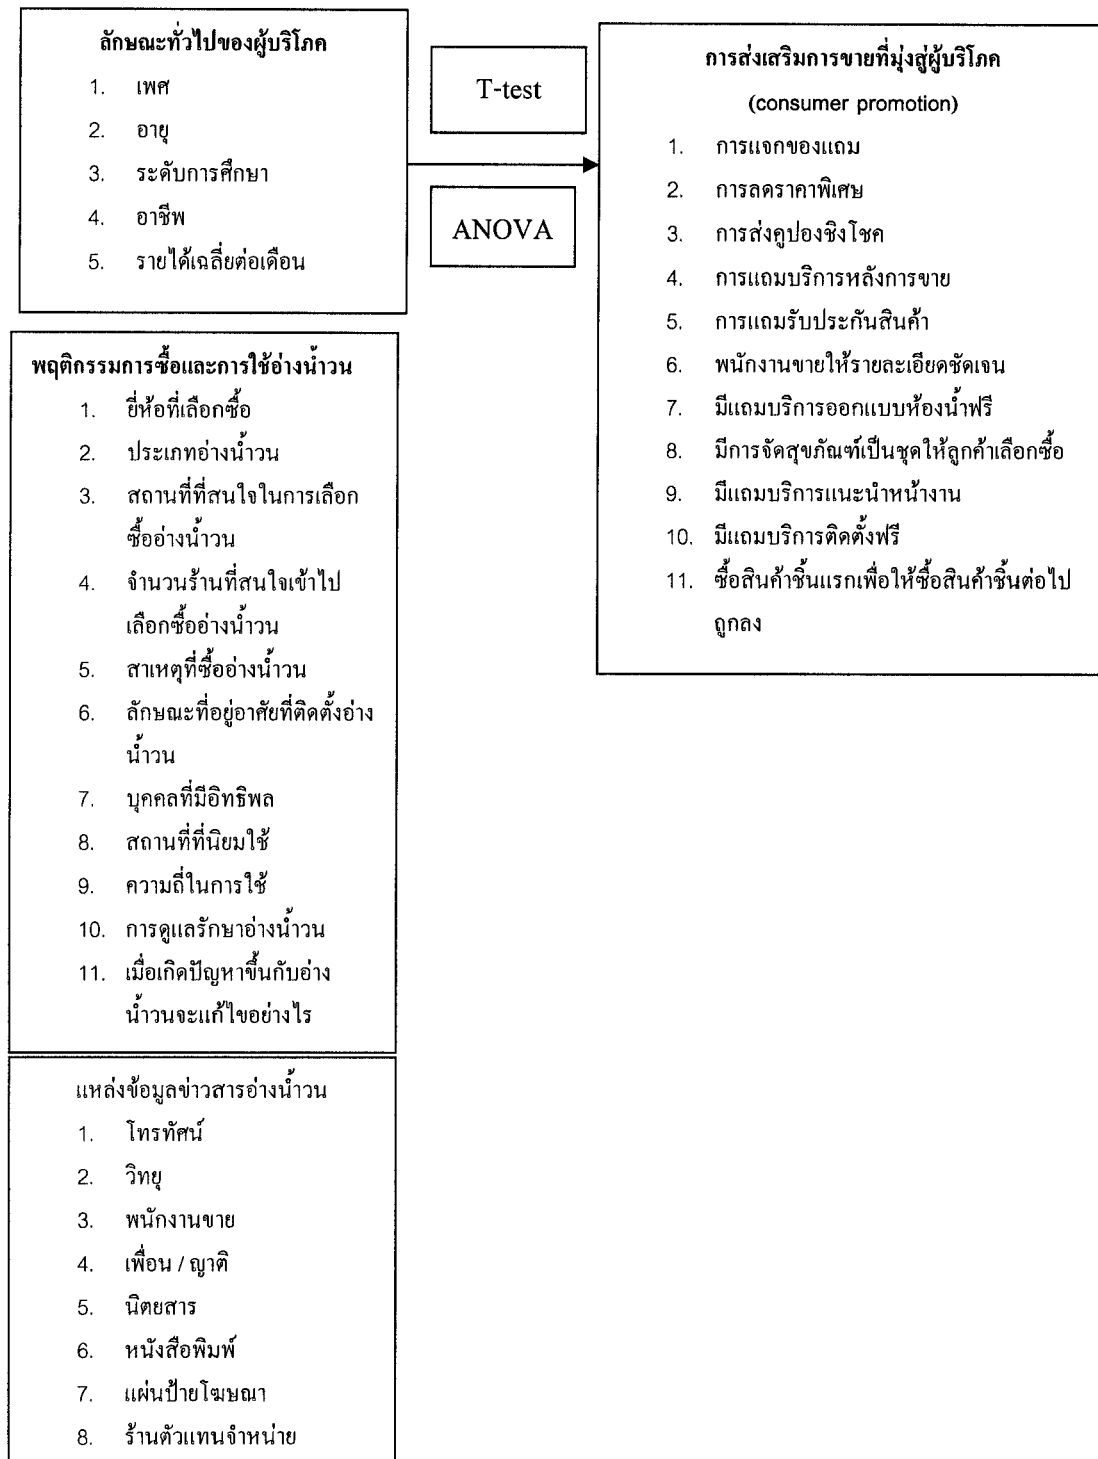 ลักษณะทั่วไปของผู้บริโภค
1. เพศ
2. อายุ
3. ระดับการศึกษา
4. อาชีพ
5. รายได้เฉลี่ยต่อเดือน
T-test
ANOVA
การส่งเสริมการขายที่มุ่งสู่ผู้บริโภค
(consumer promotion)
1. การแจกของแถม
2. การลดราคาพิเศษ
3. การส่งคูปองชิงโชค
4. การแถมบริการหลังการขาย
5. การแถมรับประกันสินค้า
6. พนักงานขายให้รายละเอียดชัดเจน
7. มีแถมบริการออกแบบห้องน้ำฟรี
8. มีการจัดสุขภัณฑ์เป็นชุดให้ลูกค้าเลือกซื้อ
9. มีแถมบริการแนะนำหน้างาน
10. มีแถมบริการติดตั้งฟรี
11. ซื้อสินค้าชิ้นแรกเพื่อให้ซื้อสินค้าชิ้นต่อไป
ถูกลง
พฤติกรรมการซื้อและการใช้อ่างน้ำวน
1. ยี่ห้อที่เลือกซื้อ
2. ประเภทอ่างน้ำวน
3. สถานที่ที่สนใจในการเลือก
ซื้ออ่างน้ำวน
4. จำนวนร้านที่สนใจเข้าไป
เลือกซื้ออ่างน้ำวน
5. สาเหตุที่ซื้ออ่างน้ำวน
6. ลักษณะที่อยู่อาศัยที่ติดตั้งอ่าง
น้ำวน
7. บุคคลที่มีอิทธิพล
8. สถานที่ที่นิยมใช้
9. ความถี่ในการใช้
10. การดูแลรักษาอ่างน้ำวน
11. เมื่อเกิดปัญหาขึ้นกับอ่าง
น้ำวนจะแก้ไขอย่างไร
แหล่งข้อมูลข่าวสารอ่างน้ำวน
1. โทรทัศน์
2. วิทยุ
3. พนักงานขาย
4. เพื่อน / ญาติ
5. นิตยสาร
6. หนังสือพิมพ์
7. แผ่นป้ายโฆษณา
8. ร้านตัวแทนจำหน่าย